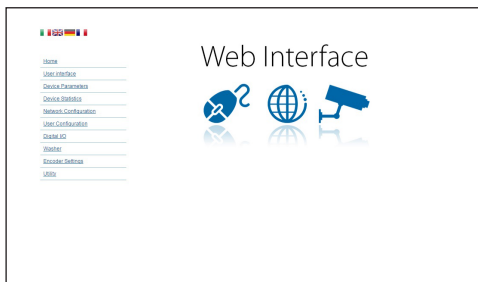 Web Interface
Home
User Interface
Device Parameters
Device Statistics
Network Configuration
User Configuration
Digital I/O
Washer
Encoder Settings
Utility